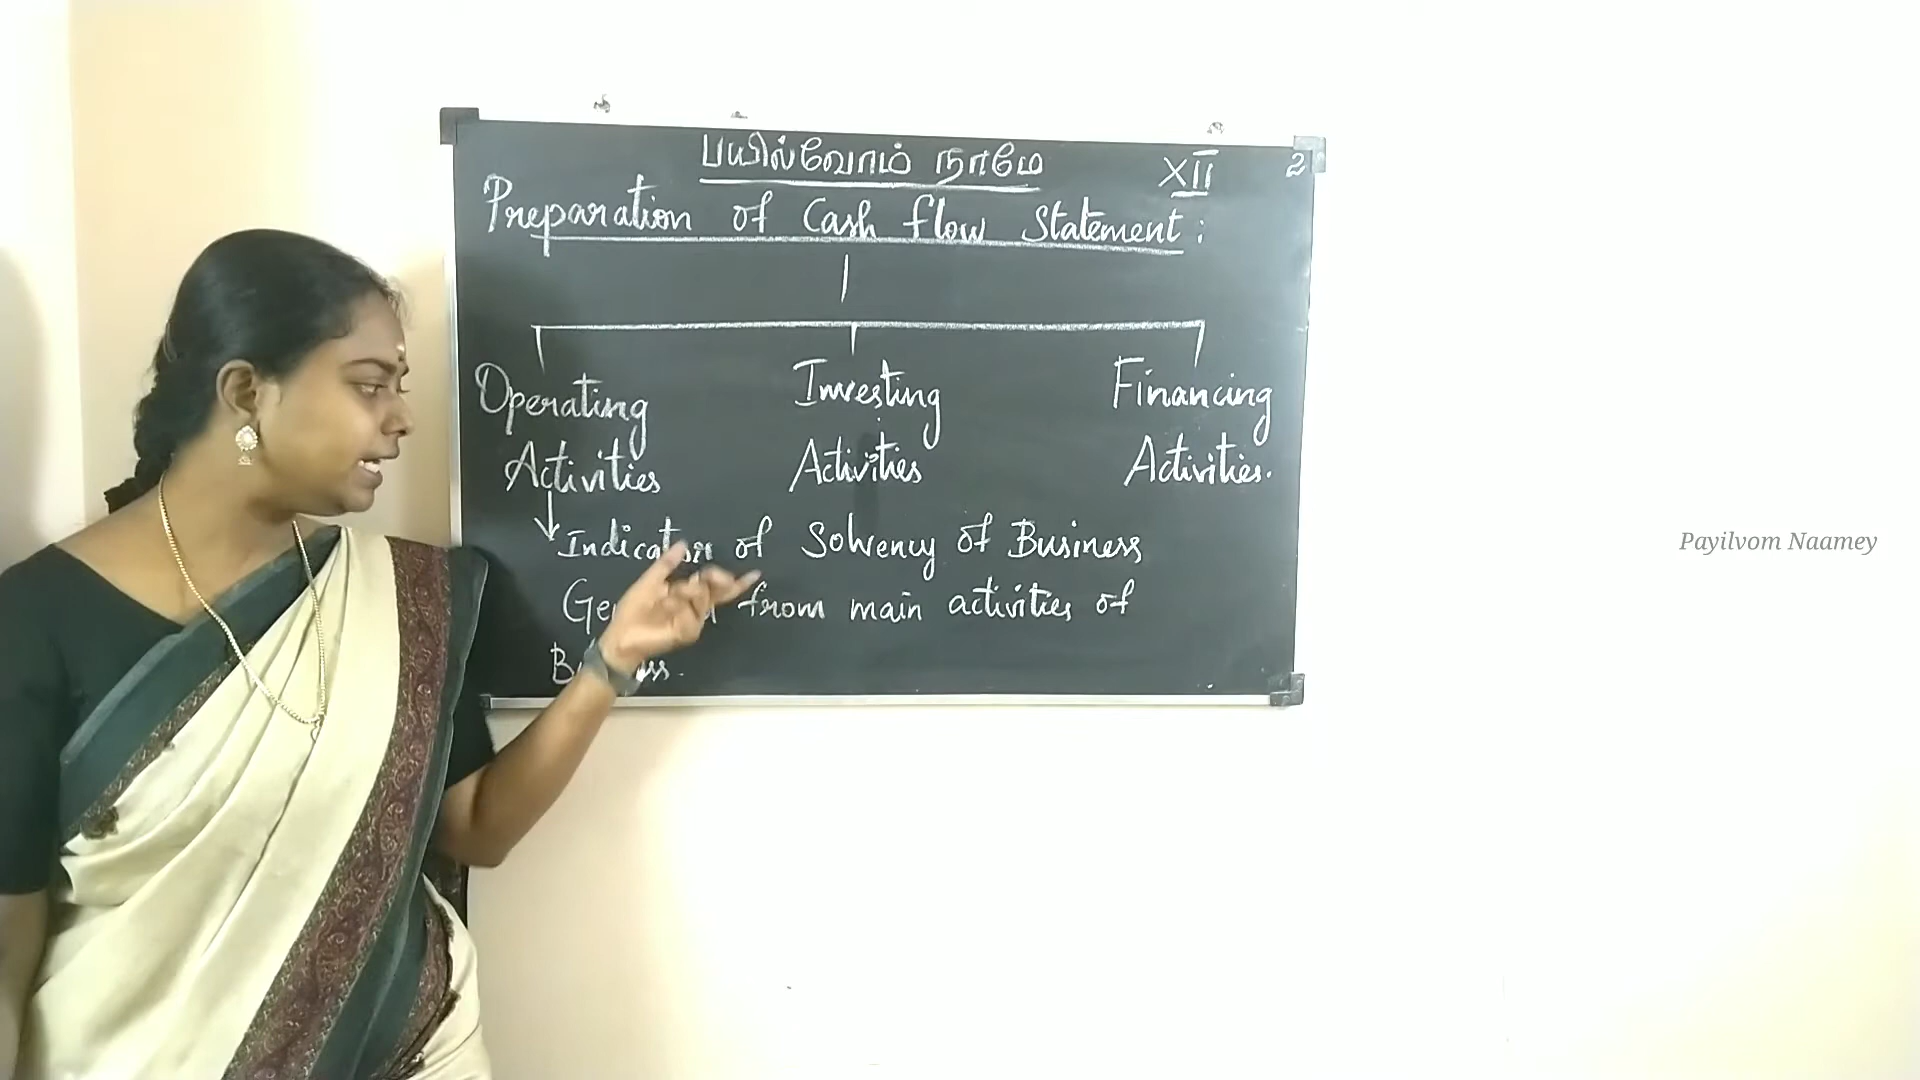 பயில்வோம் நாமே XII 2
Preparation of Cash flow Statement :
Operating Investing Financing
Activities Activities Activities.
Indicator of Solvency of Business
from main activities of
Payilvom Naamey